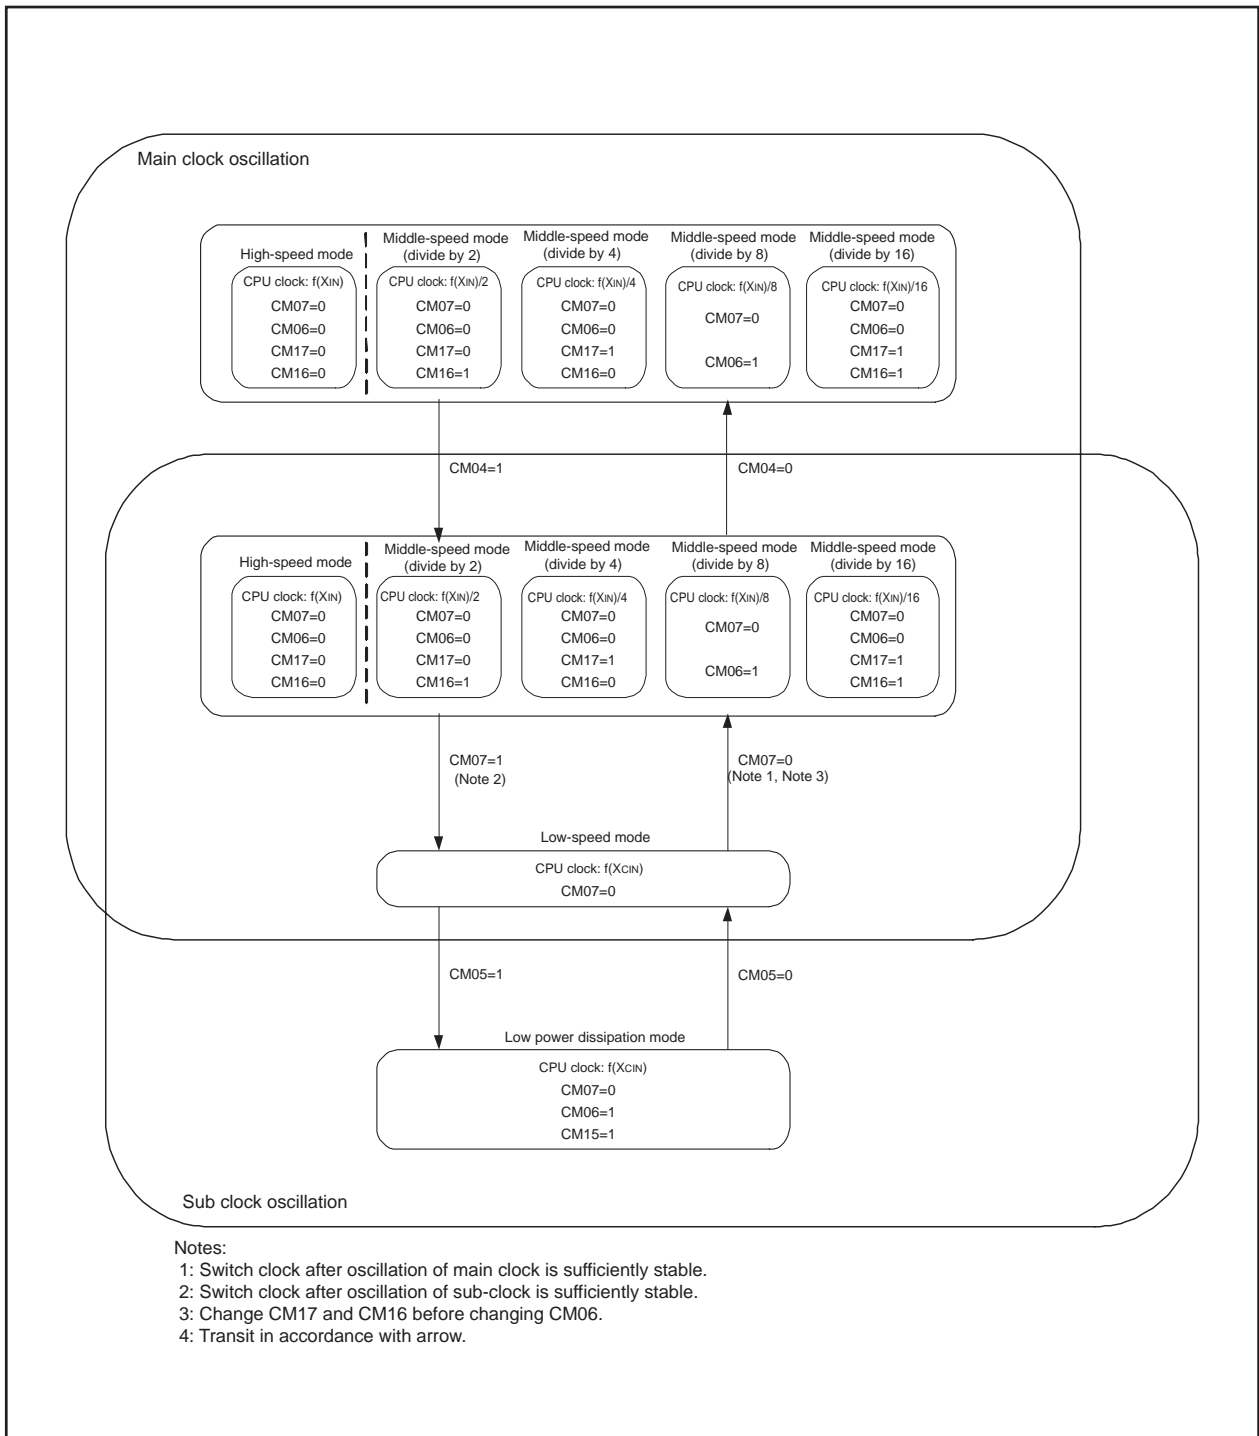 Main clock oscillation
High-speed mode
CPU clock: f(XIN)
CM07=0
CM06=0
CM17=0
CM16=0
Middle-speed mode
(divide by 2)
CPU clock: f(XIN)/2
CM07=0
CM06=0
CM17=0
CM16=1
Middle-speed mode
(divide by 4)
CPU clock: f(XIN)/4
CM07=0
CM06=0
CM17=1
CM16=0
Middle-speed mode
(divide by 8)
CPU clock: f(XIN)/8
CM07=0
CM06=1
Middle-speed mode
(divide by 16)
CPU clock: f(XIN)/16
CM07=0
CM06=0
CM17=1
CM16=1
CM04=1
CM04=0
High-speed mode
CPU clock: f(XIN)
CM07=0
CM06=0
CM17=0
CM16=0
Middle-speed mode
(divide by 2)
CPU clock: f(XIN)/2
CM07=0
CM06=0
CM17=0
CM16=1
Middle-speed mode
(divide by 4)
CPU clock: f(XIN)/4
CM07=0
CM06=0
CM17=1
CM16=0
Middle-speed mode
(divide by 8)
CPU clock: f(XIN)/8
CM07=0
CM06=1
Middle-speed mode
(divide by 16)
CPU clock: f(XIN)/16
CM07=0
CM06=0
CM17=1
CM16=1
CM07=1
(Note 2)
CM07=0
(Note 1, Note 3)
Low-speed mode
CPU clock: f(XCIN)
CM07=0
CM05=1
CM05=0
Low power dissipation mode
CPU clock: f(XCIN)
CM07=0
CM06=1
CM15=1
Sub clock oscillation
Notes:
1: Switch clock after oscillation of main clock is sufficiently stable.
2: Switch clock after oscillation of sub-clock is sufficiently stable.
3: Change CM17 and CM16 before changing CM06.
4: Transit in accordance with arrow.